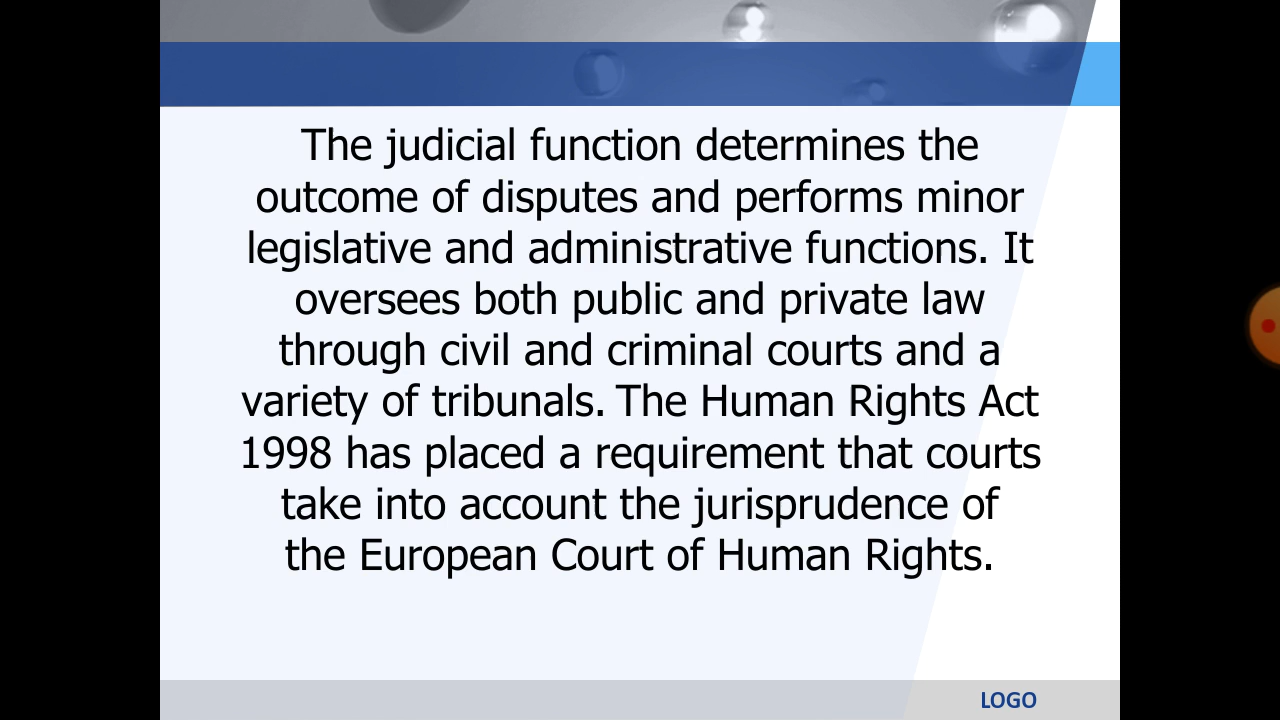 The judicial function determines the
outcome of disputes and performs minor
legislative and administrative functions. It
oversees both public and private law
through civil and criminal courts and a
variety of tribunals. The Human Rights Act
1998 has placed a requirement that courts
take into account the jurisprudence of
the European Court of Human Rights.
LOGO